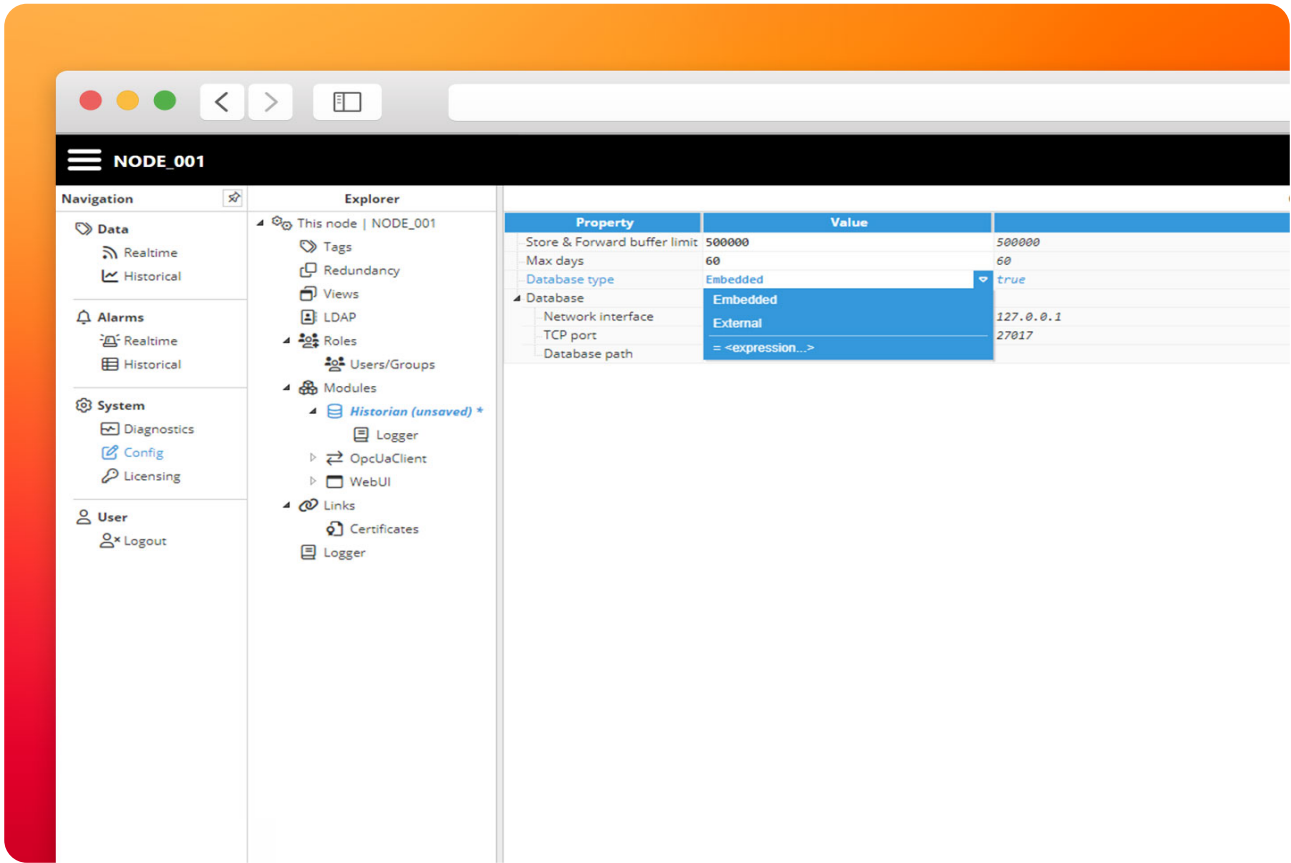 NODE_001
Navigation
Data
Realtime
Historical
Alarms
Realtime
Historical
System
Diagnostics
Config
Licensing
User
Logout
Explorer
This node | NODE_001
Tags
Redundancy
Views
LDAP
Roles
Users/Groups
Modules
Historian (unsaved) *
Logger
OpcUaClient
WebUI
Links
Certificates
Logger
Property Value
Store & Forward buffer limit 500000 500000
Max days 60 60
Database type Embedded true
Database Embedded
Network interface External 127.0.0.1
TCP port 27017
= <expression...>
Database path